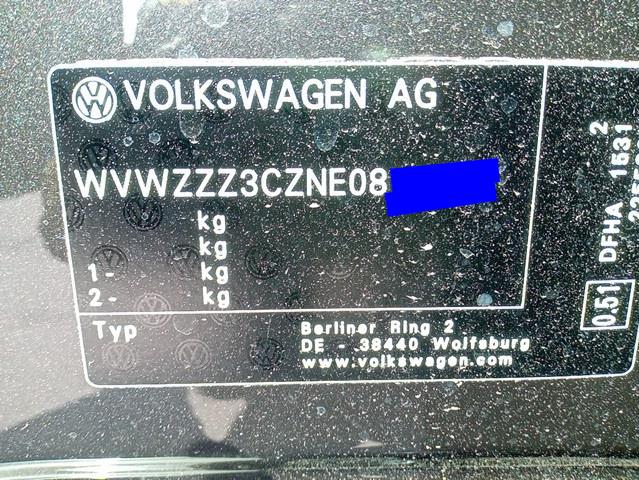 VOLKSWAGEN AG
WVWZZZ3CZNE08
kg
kg
1- kg
2- kg
Typ
Berliner Ring 2
DE - 38440 Wolfsburg
www.volkswagen.com
DFHA 1531 2
0.51